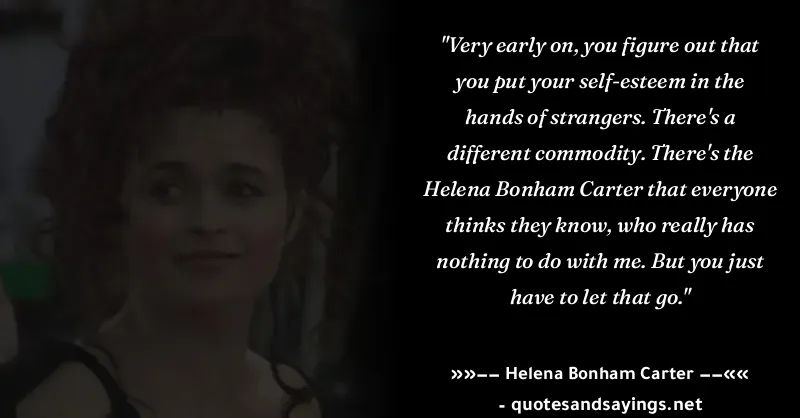 "Very early on, you figure out that
you put your self-esteem in the
hands of strangers. There's a
different commodity. There's the
Helena Bonham Carter that everyone
thinks they know, who really has
nothing to do with me. But you just
have to let that go."
»»−− Helena Bonham Carter −−««
- quotesandsayings.net